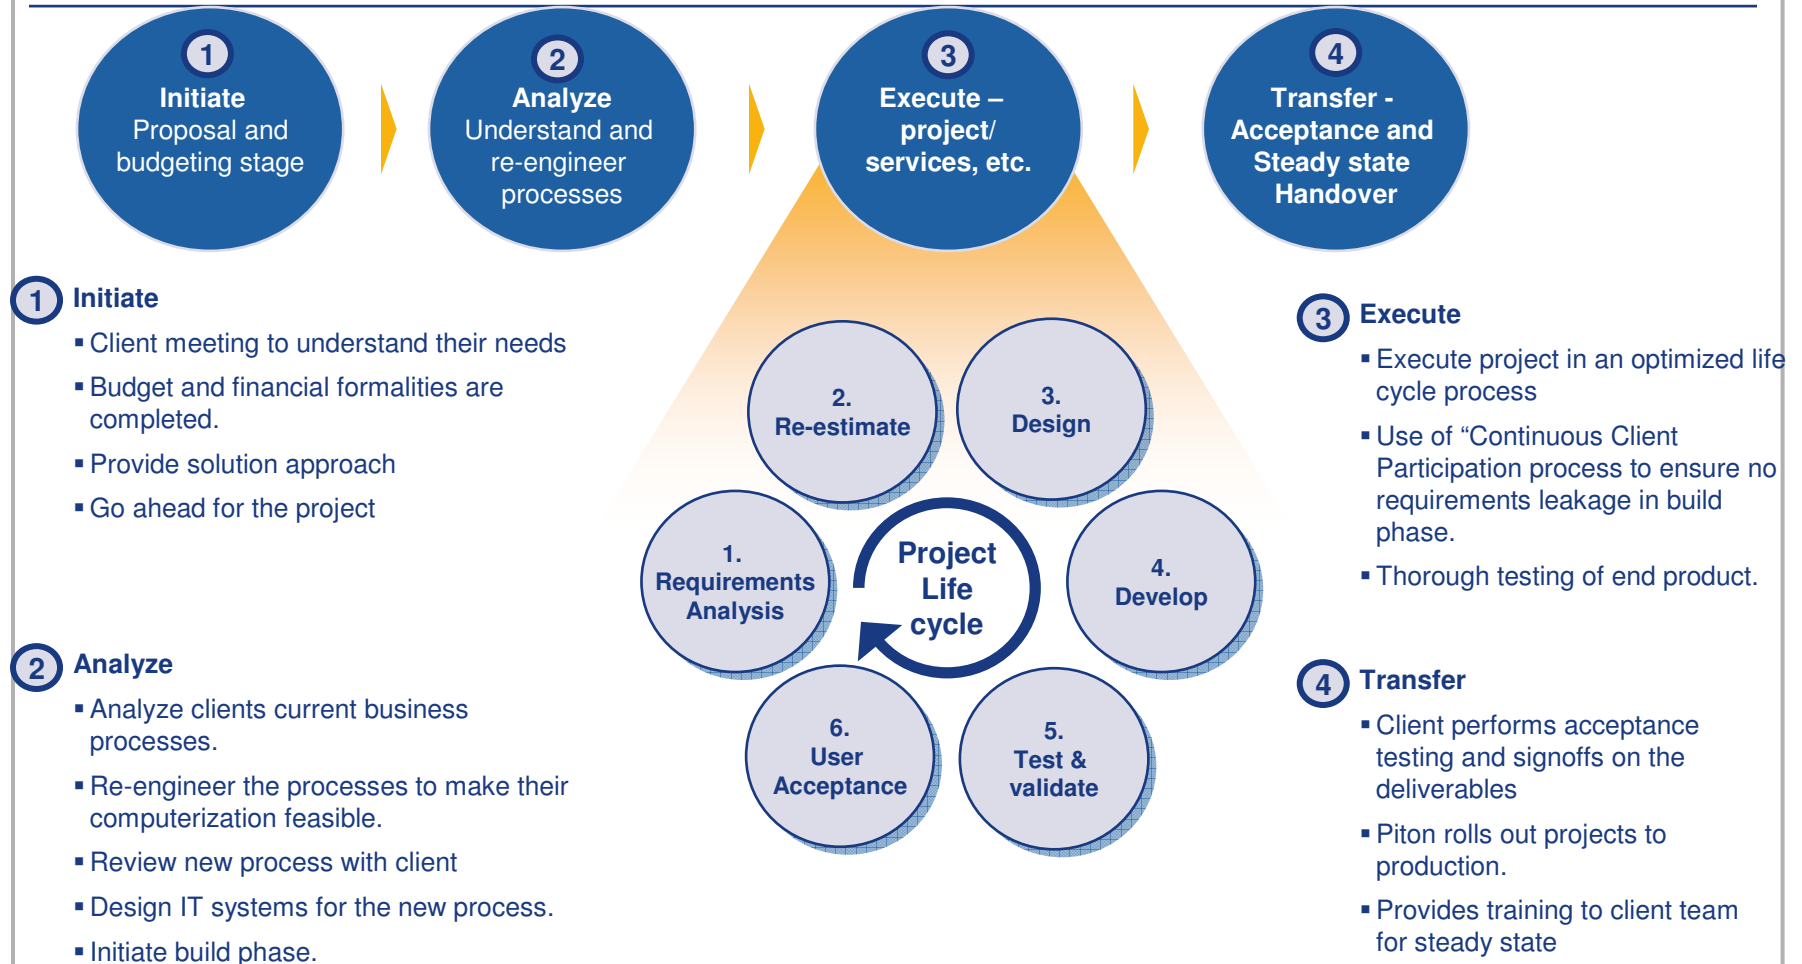 1
Initiate
Proposal and
budgeting stage
2
Analyze
Understand and
re-engineer
processes
3
Execute –
project/
services, etc.
4
Transfer -
Acceptance and
Steady state
Handover
1 Initiate
▪ Client meeting to understand their needs
▪ Budget and financial formalities are
completed.
▪ Provide solution approach
▪ Go ahead for the project
2 Analyze
▪ Analyze clients current business
processes.
▪ Re-engineer the processes to make their
computerization feasible.
▪ Review new process with client
▪ Design IT systems for the new process.
▪ Initiate build phase.
Project
Life
cycle
1.
Requirements
Analysis
2.
Re-estimate
3.
Design
4.
Develop
5.
Test &
validate
6.
User
Acceptance
3 Execute
▪ Execute project in an optimized life
cycle process
▪ Use of “Continuous Client
Participation process to ensure no
requirements leakage in build
phase.
▪ Thorough testing of end product.
4 Transfer
▪ Client performs acceptance
testing and signoffs on the
deliverables
▪ Piton rolls out projects to
production.
▪ Provides training to client team
for steady state